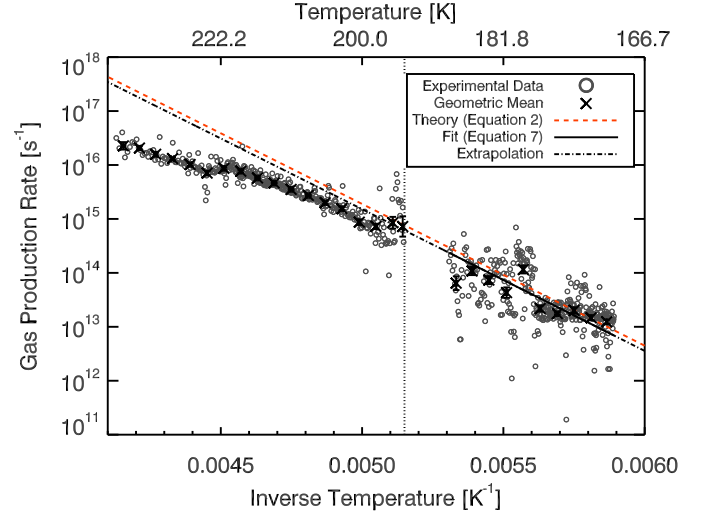 Temperature [K]
222.2 200.0 181.8 166.7
10^18
10^17
10^16
10^15
10^14
10^13
10^12
10^11
Gas Production Rate [s^-1]
Experimental Data
Geometric Mean
Theory (Equation 2)
Fit (Equation 7)
Extrapolation
0.0045 0.0050 0.0055 0.0060
Inverse Temperature [K^-1]